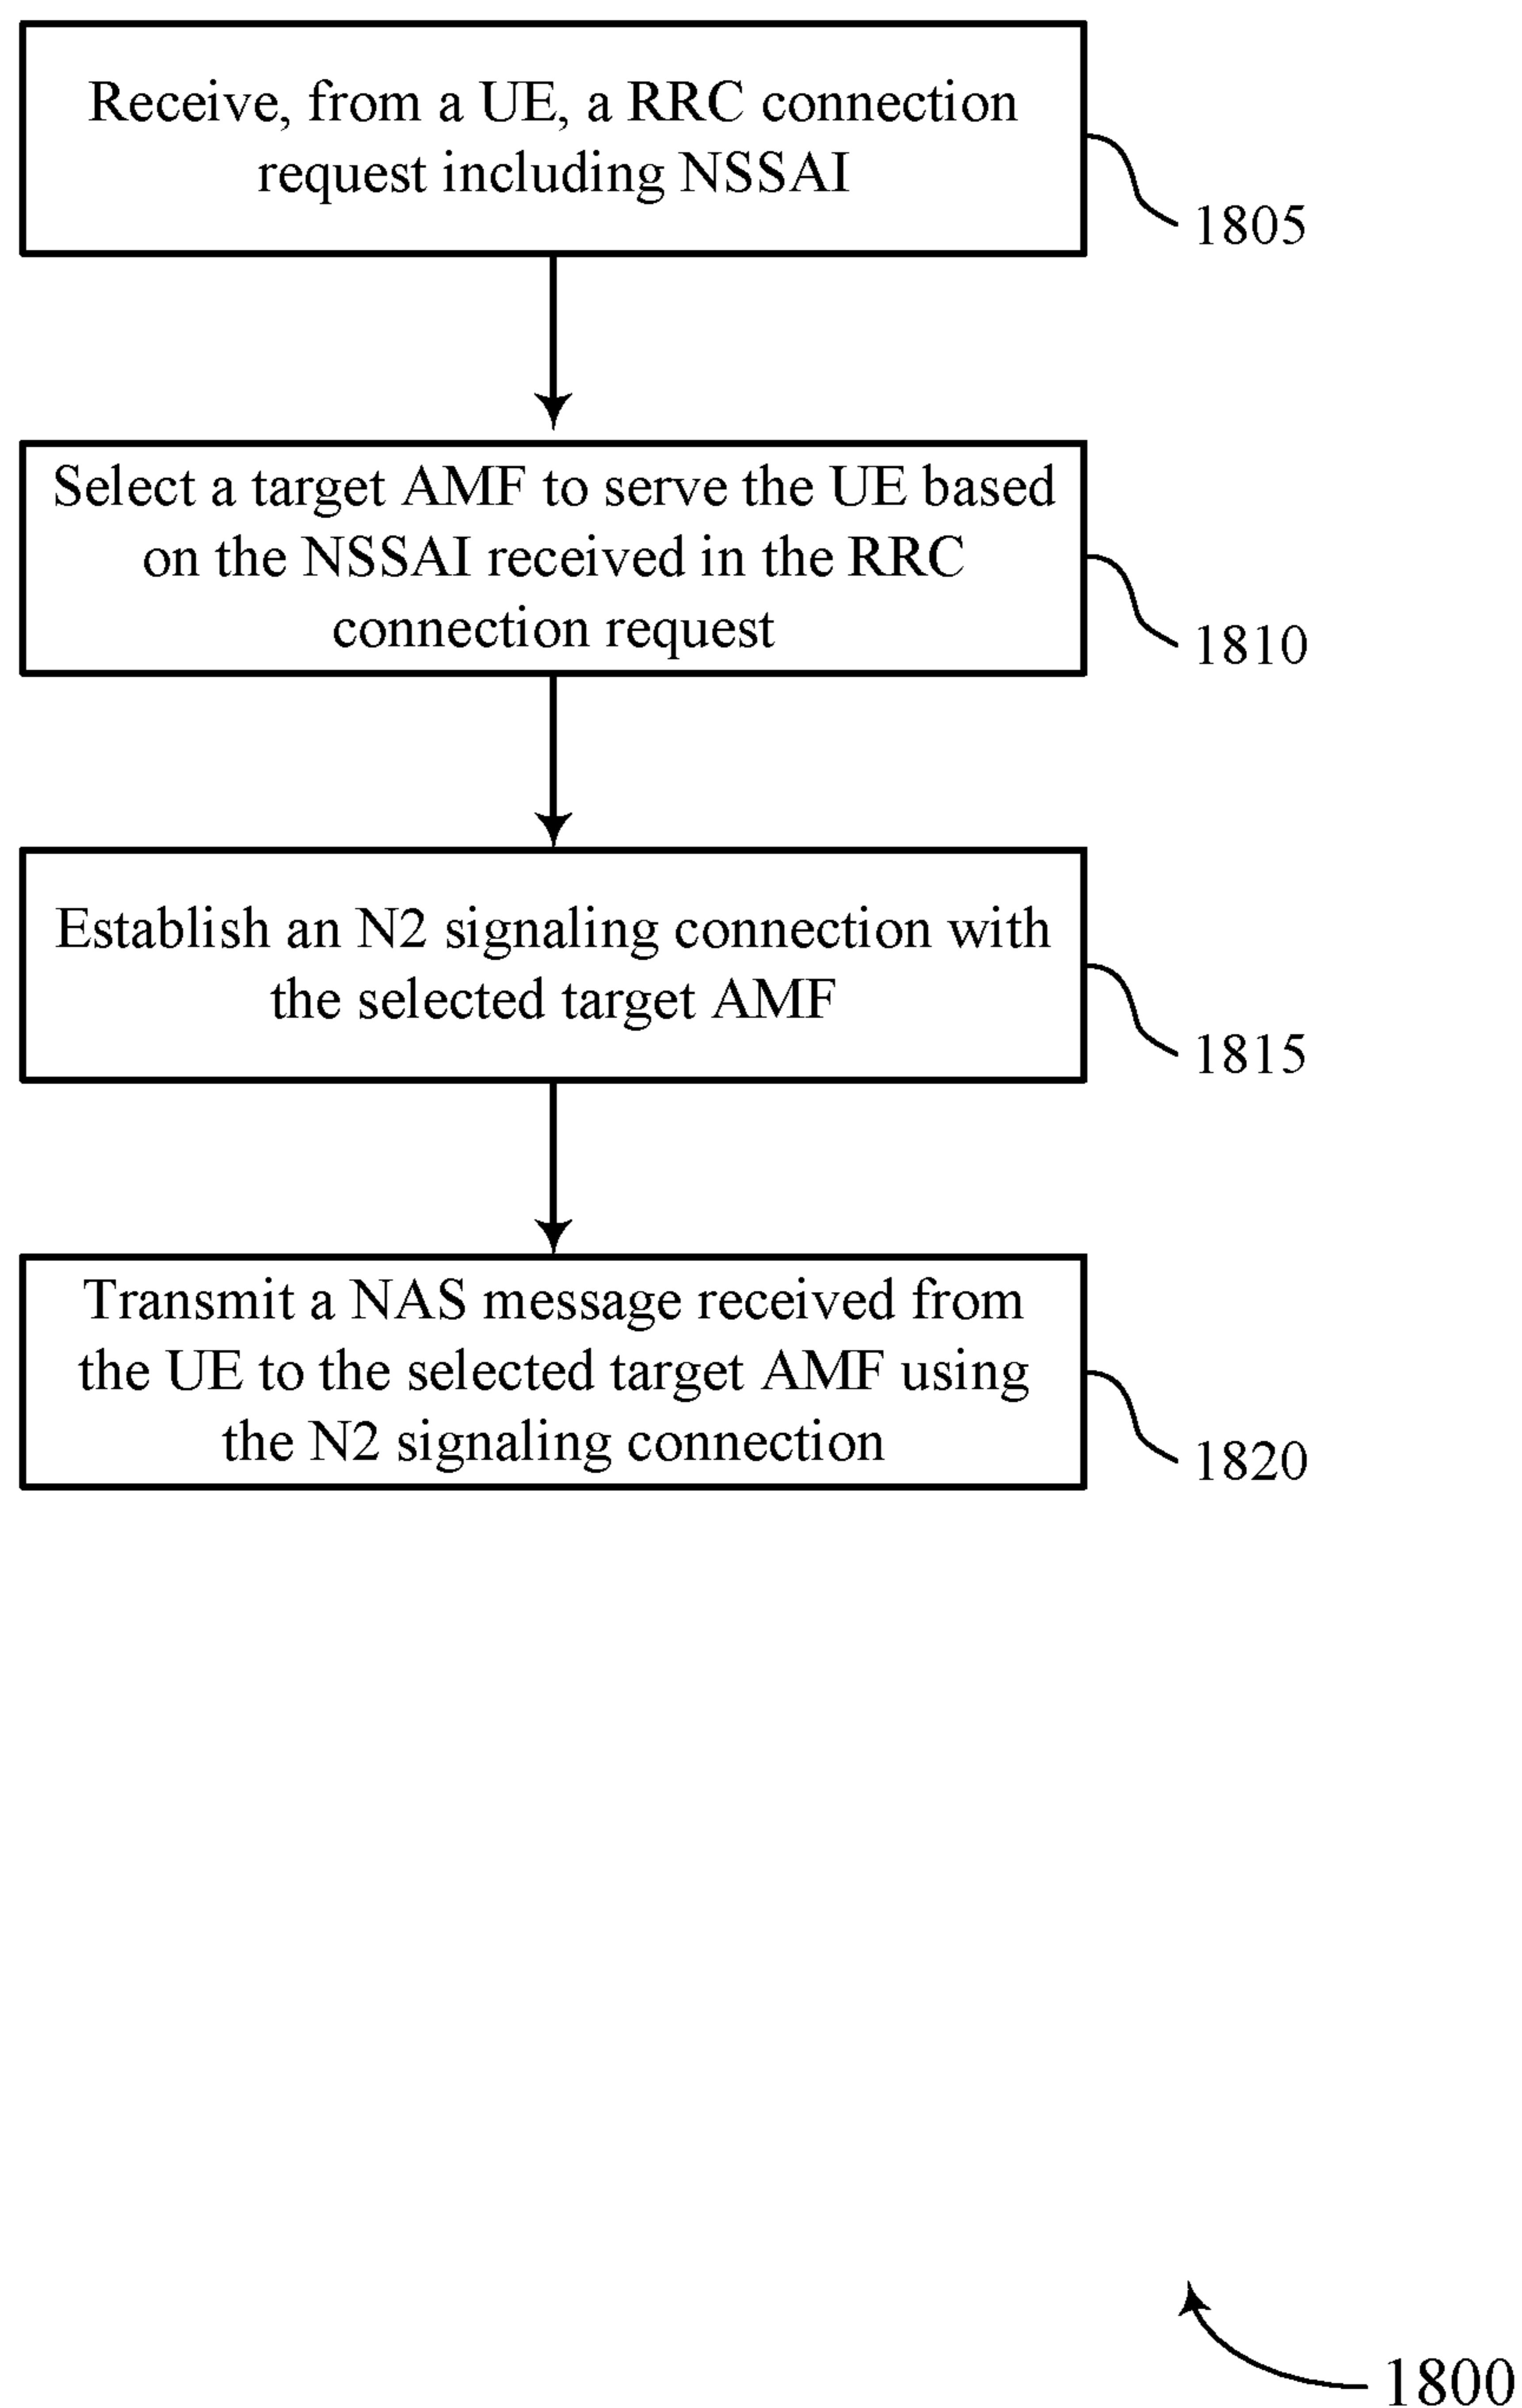 Receive, from a UE, a RRC connection
request including NSSAI
1805
Select a target AMF to serve the UE based
on the NSSAI received in the RRC
connection request
1810
Establish an N2 signaling connection with
the selected target AMF
1815
Transmit a NAS message received from
the UE to the selected target AMF using
the N2 signaling connection
1820
1800